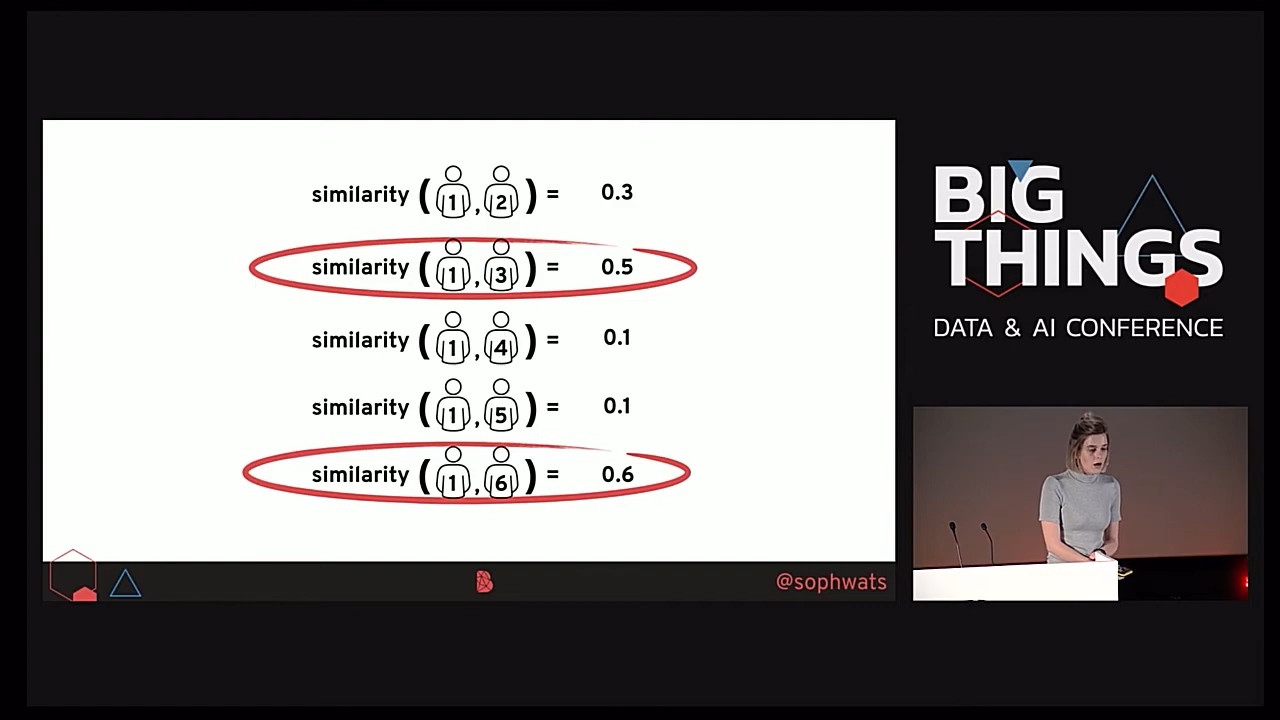 similarity ( 1 , 2 ) = 0.3
similarity ( 1 , 3 ) = 0.5
similarity ( 1 , 4 ) = 0.1
similarity ( 1 , 5 ) = 0.1
similarity ( 1 , 6 ) = 0.6
@sophwats
BIG
THINGS
DATA & AI CONFERENCE